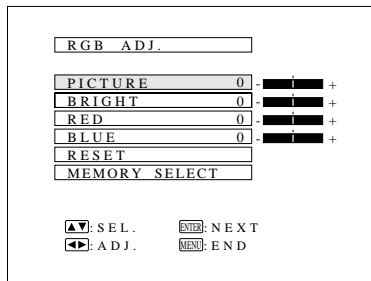 RGB ADJ.
PICTURE 0 - +
BRIGHT 0 - +
RED 0 - +
BLUE 0 - +
RESET
MEMORY SELECT
▲▼:SEL. ENTER:NEXT
◀▶:ADJ. MENU:END